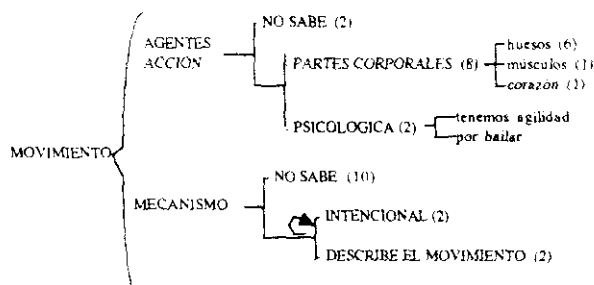 NO SABE (2)
AGENTES
ACCIÓN
PARTES CORPORALES (8)
huesos (6)
músculos (1)
corazón (1)
PSICOLOGICA (2)
tenemos agilidad
por bailar
MOVIMIENTO
NO SABE (10)
MECANISMO
INTENCIONAL (2)
DESCRIBE EL MOVIMIENTO (2)